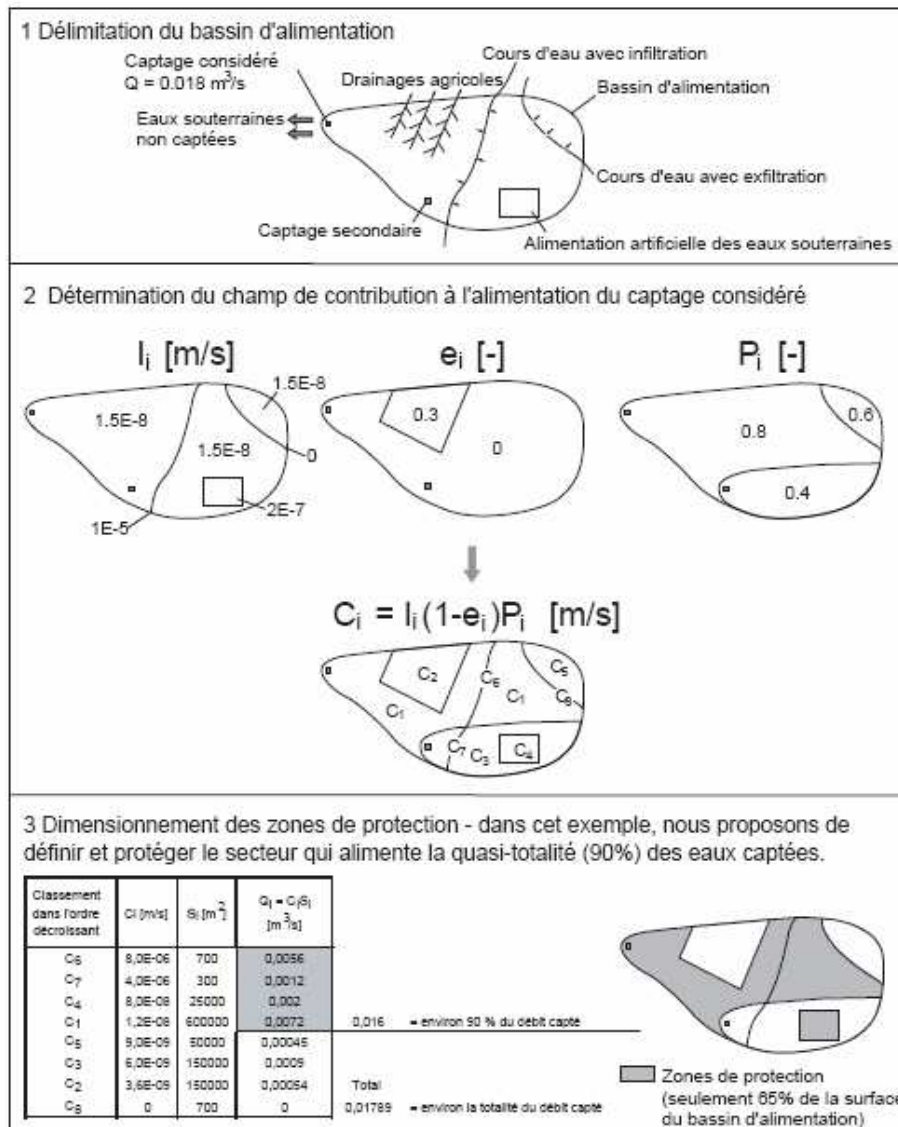 1 Délimitation du bassin d'alimentation
Captage considéré
Q = 0.018 m³/s
Cours d'eau avec infiltration
Drainages agricoles
Bassin d'alimentation
Eaux souterraines
non captées
Cours d'eau avec exfiltration
Captage secondaire
Alimentation artificielle des eaux souterraines
2 Détermination du champ de contribution à l'alimentation du captage considéré
Ii [m/s]
ei [-]
Pi [-]
1.5E-8
1.5E-8
1.5E-8
0
1E-5
2E-7
0.3
0
0.6
0.8
0.4
Ci = Ii(1-ei)Pi [m/s]
C2
C5
C6
C1
C1
C8
C7
C3
C4
3 Dimensionnement des zones de protection - dans cet exemple, nous proposons de
définir et protéger le secteur qui alimente la quasi-totalité (90%) des eaux captées.
Classement
dans l'ordre
décroissant
Ci [m/s]
Si [m²]
Qi = CiSi
[m³/s]
C6 8,0E-06 700 0,0056
C7 4,0E-06 300 0,0012
C4 8,0E-08 25000 0,002
C1 1,2E-08 600000 0,0072 0,016 = environ 90 % du débit capté
C5 9,0E-09 50000 0,00045
C3 6,0E-09 150000 0,0009
C2 3,6E-09 150000 0,00054 Total
C8 0 700 0 0,01789 = environ la totalité du débit capté
Zones de protection
(seulement 65% de la surface
du bassin d'alimentation)